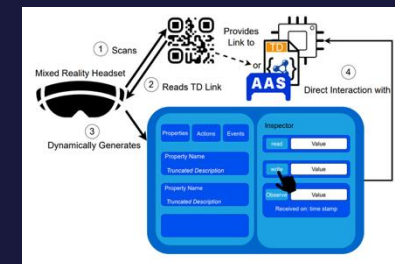 1 Scans
Mixed Reality Headset
2 Reads TD Link
3
Dynamically Generates
Provides
Link to
or
TD
AAS
4
Direct Interaction with
Properties
Actions
Events
Property Name
Truncated Description
Property Name
Truncated Description
Inspector
read
Value
write
Value
Observe
Value
Received on: time stamp